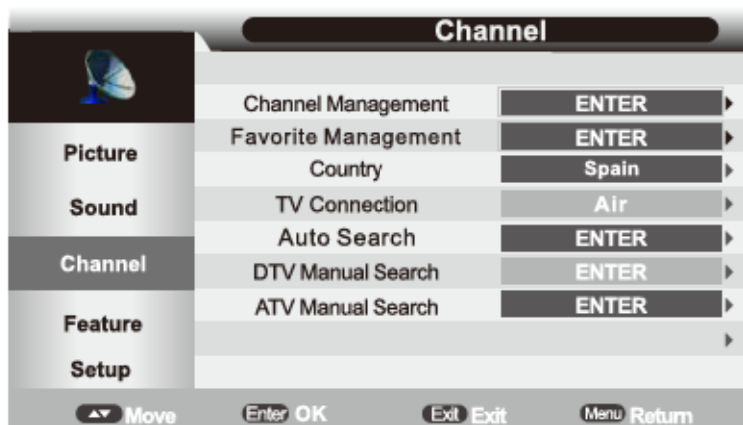 Channel
Channel Management ENTER
Favorite Management ENTER
Country Spain
TV Connection Air
Auto Search ENTER
DTV Manual Search ENTER
ATV Manual Search ENTER
Picture
Sound
Channel
Feature
Setup
Move Enter OK Exit Exit Menu Return